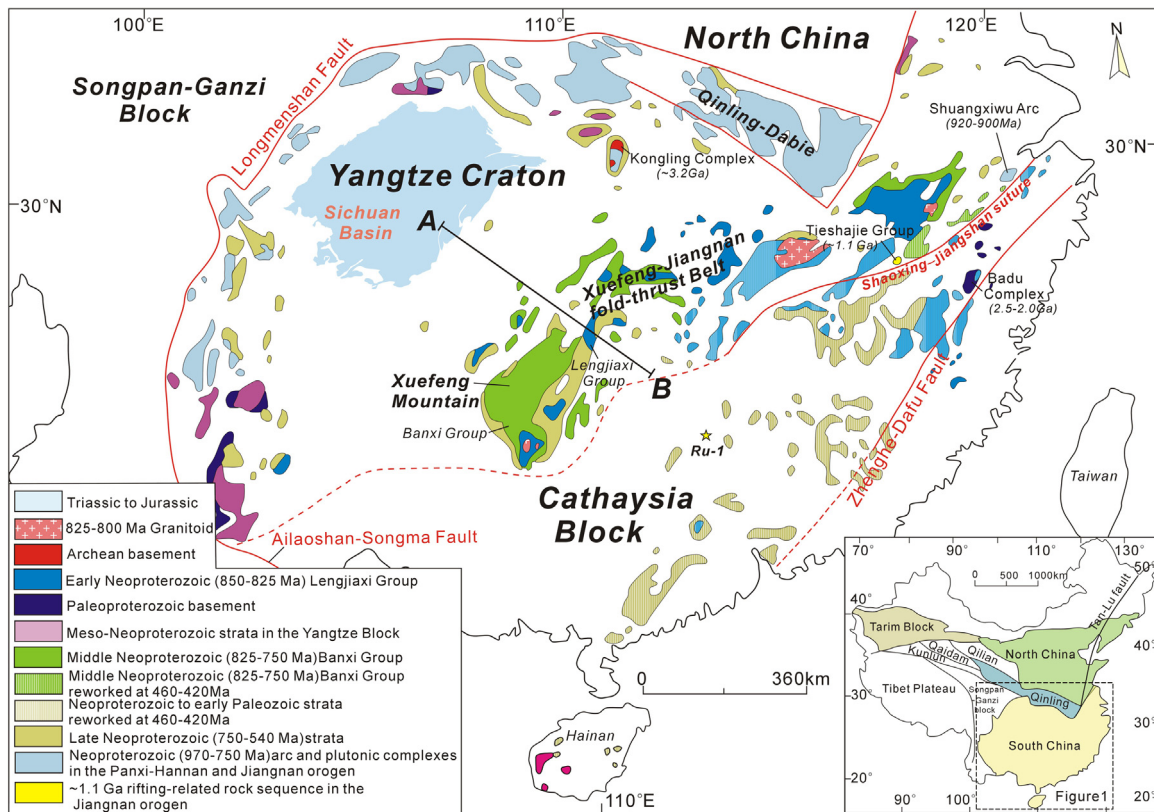 100°E
110°E
120°E
North China
N
Songpan-Ganzi
Block
Longmenshan Fault
Qinling-Dabie
Shuangxiwu Arc
(920-900Ma)
Kongling Complex
(~3.2Ga)
30°N
30°N
Yangtze Craton
Sichuan
Basin
A
Tieshajie Group
(~1.1 Ga)
Shaoxing-Jiangshan suture
Xuefeng-Jiangnan
fold-thrust Belt
Badu
Complex
(2.5-2.0Ga)
Lengjiaxi
Group
B
Xuefeng
Mountain
Banxi Group
Ru-1
Zhenghe-Dafu Fault
Taiwan
Cathaysia
Block
Ailaoshan-Songma Fault
Triassic to Jurassic
825-800 Ma Granitoid
Archean basement
Early Neoproterozoic (850-825 Ma) Lengjiaxi Group
Paleoproterozoic basement
Meso-Neoproterozoic strata in the Yangtze Block
Middle Neoproterozoic (825-750 Ma)Banxi Group
Middle Neoproterozoic (825-750 Ma)Banxi Group
reworked at 460-420Ma
Neoproterozoic to early Paleozoic strata
reworked at 460-420Ma
Late Neoproterozoic (750-540 Ma)strata
Neoproterozoic (970-750 Ma)arc and plutonic complexes
in the Panxi-Hannan and Jiangnan orogen
~1.1 Ga rifting-related rock sequence in the
Jiangnan orogen
0
360km
Hainan
110°E
70°
80°
90°
100°
110°
120°
130°
0 500 1000km
50°
Tan-Lu fault
40°
Tarim Block
Qilian
Qaidam
Kunlun
North China
40°
30°
Tibet Plateau
Songpan
-Ganzi
block
Qinling
30°
South China
20°
90°
100°
110°
120°
20°
Figure1